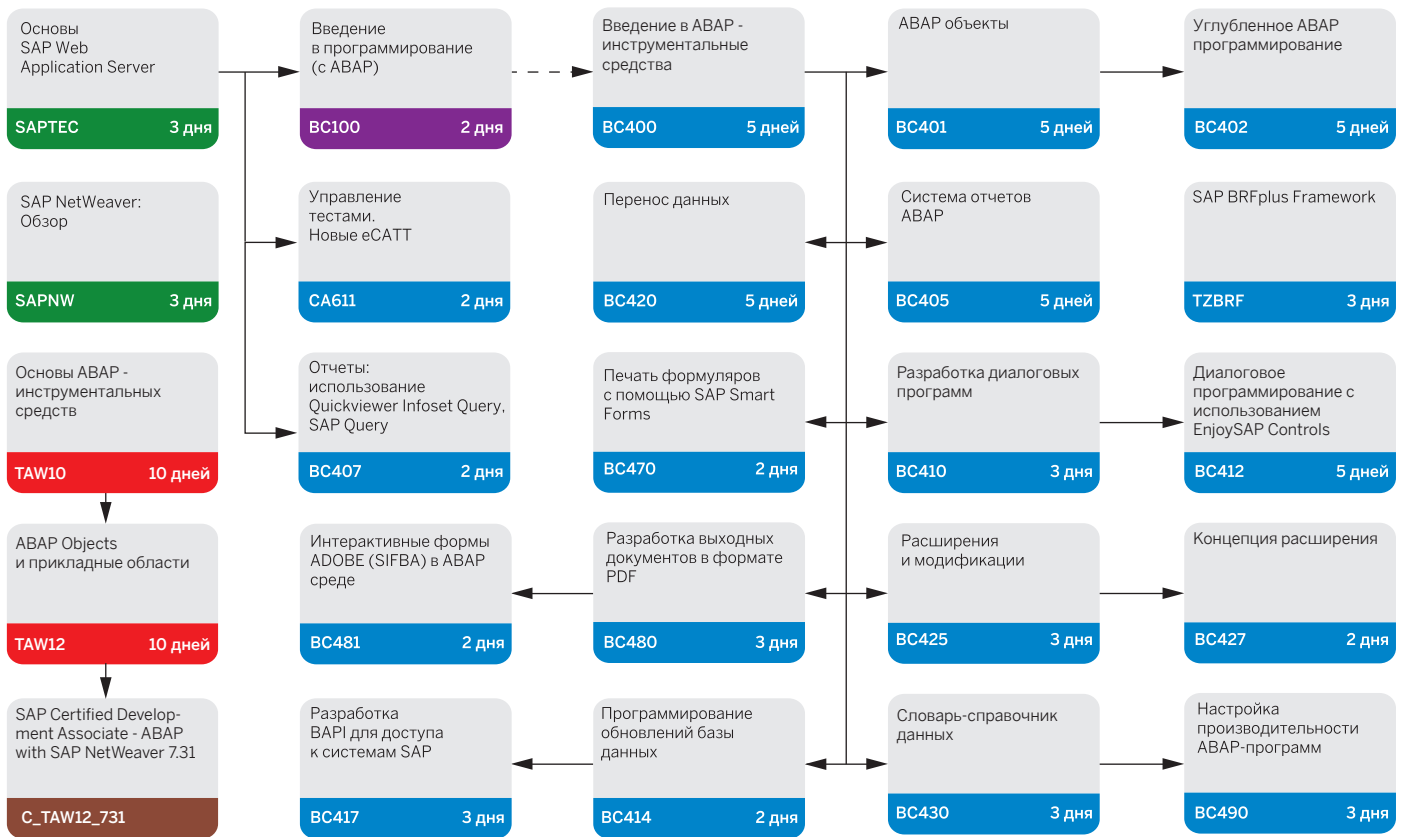 Основы
SAP Web
Application Server
SAPTEC 3 дня
Введение
в программирование
(с ABAP)
BC100 2 дня
Введение в ABAP -
инструментальные
средства
BC400 5 дней
ABAP объекты
BC401 5 дней
Углубленное ABAP
программирование
BC402 5 дней
SAP NetWeaver:
Обзор
SAPNW 3 дня
Управление
тестами.
Новые eCATT
CA611 2 дня
Перенос данных
BC420 5 дней
Система отчетов
ABAP
BC405 5 дней
SAP BRFplus Framework
TZBRF 3 дня
Основы ABAP -
инструментальных
средств
TAW10 10 дней
Отчеты:
использование
Quickviewer Infoset Query,
SAP Query
BC407 2 дня
Печать формуляров
с помощью SAP Smart
Forms
BC470 2 дня
Разработка диалоговых
программ
BC410 3 дня
Диалоговое
программирование с
использованием
EnjoySAP Controls
BC412 5 дней
ABAP Objects
и прикладные области
TAW12 10 дней
Интерактивные формы
ADOBE (SIFBA) в ABAP
среде
BC481 2 дня
Разработка выходных
документов в формате
PDF
BC480 3 дня
Расширения
и модификации
BC425 3 дня
Концепция расширения
BC427 2 дня
SAP Certified Develop-
ment Associate - ABAP
with SAP NetWeaver 7.31
C_TAW12_731
Разработка
BAPI для доступа
к системам SAP
BC417 3 дня
Программирование
обновлений базы
данных
BC414 2 дня
Словарь-справочник
данных
BC430 3 дня
Настройка
производительности
ABAP-программ
BC490 3 дня